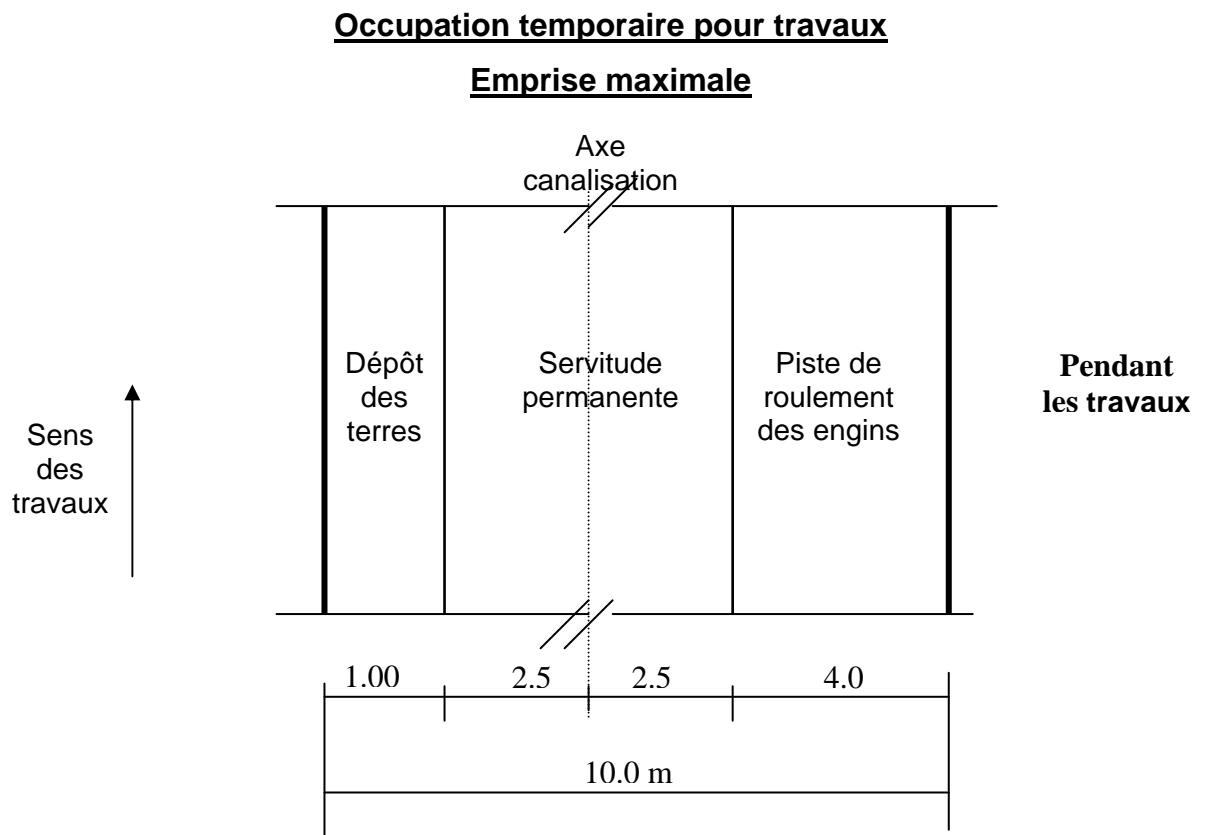 Occupation temporaire pour travaux
Emprise maximale
Axe
canalisation
Dépôt
des
terres
Servitude
permanente
Piste de
roulement
des engins
Pendant
les travaux
Sens
des
travaux
1.00 2.5 2.5 4.0
10.0 m